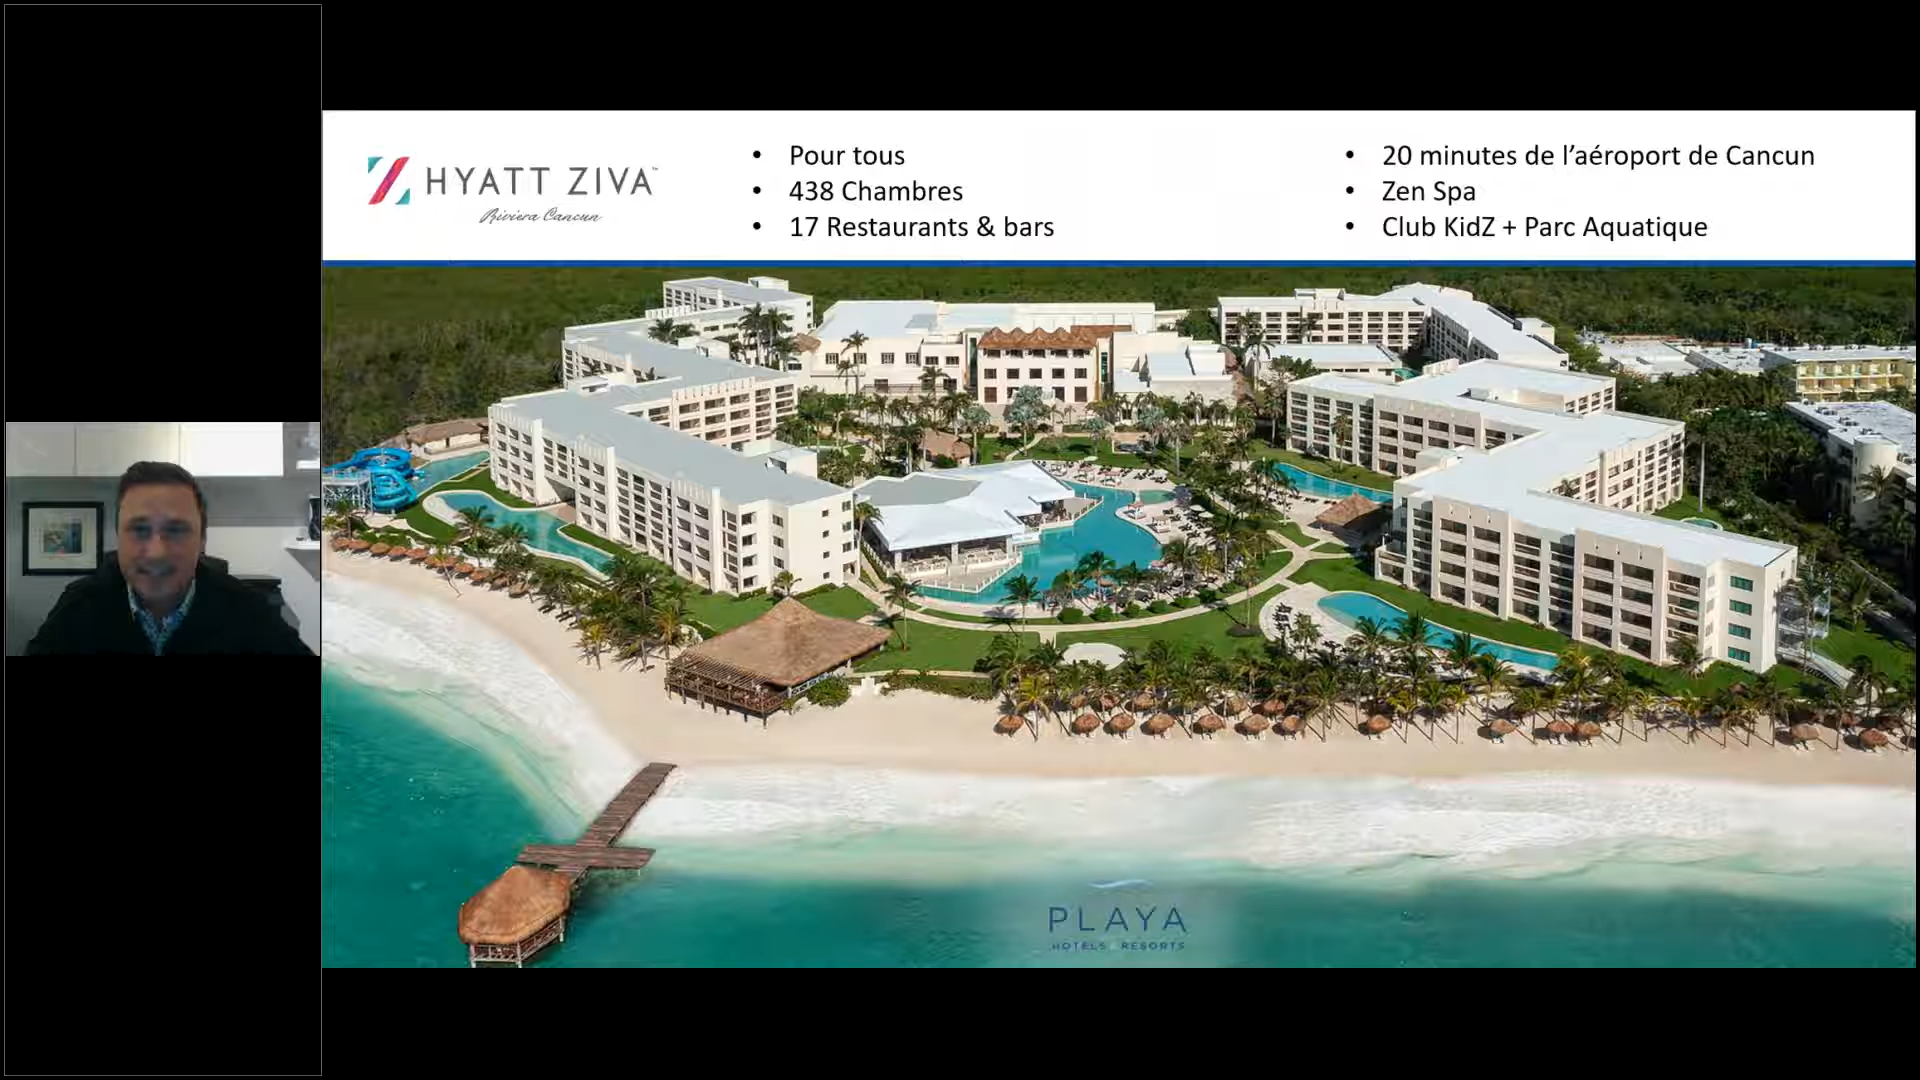 HYATT ZIVA™
Riviera Cancun
• Pour tous
• 438 Chambres
• 17 Restaurants & bars
• 20 minutes de l’aéroport de Cancun
• Zen Spa
• Club KidZ + Parc Aquatique
PLAYA
HOTELS & RESORTS